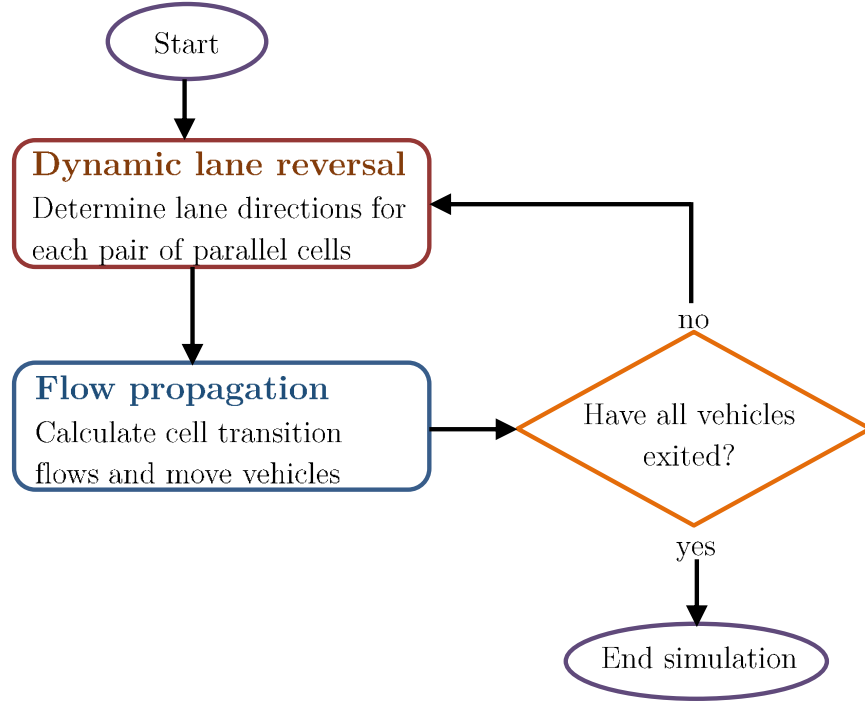 Start
Dynamic lane reversal
Determine lane directions for
each pair of parallel cells
no
Flow propagation
Calculate cell transition
flows and move vehicles
Have all vehicles
exited?
yes
End simulation